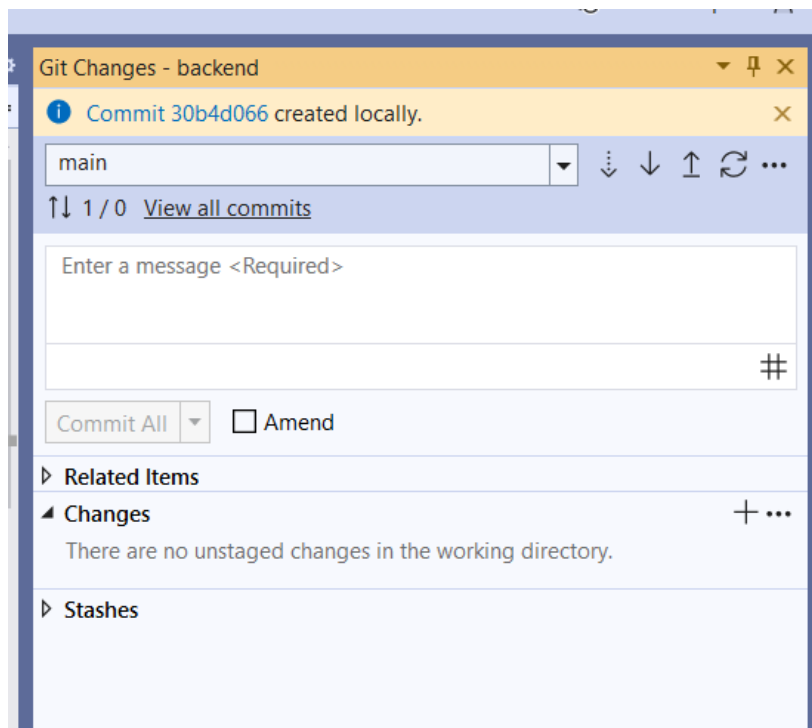 Git Changes - backend
Commit 30b4d066 created locally.
main
1 / 0 View all commits
Enter a message <Required>
Commit All Amend
Related Items
Changes
There are no unstaged changes in the working directory.
Stashes